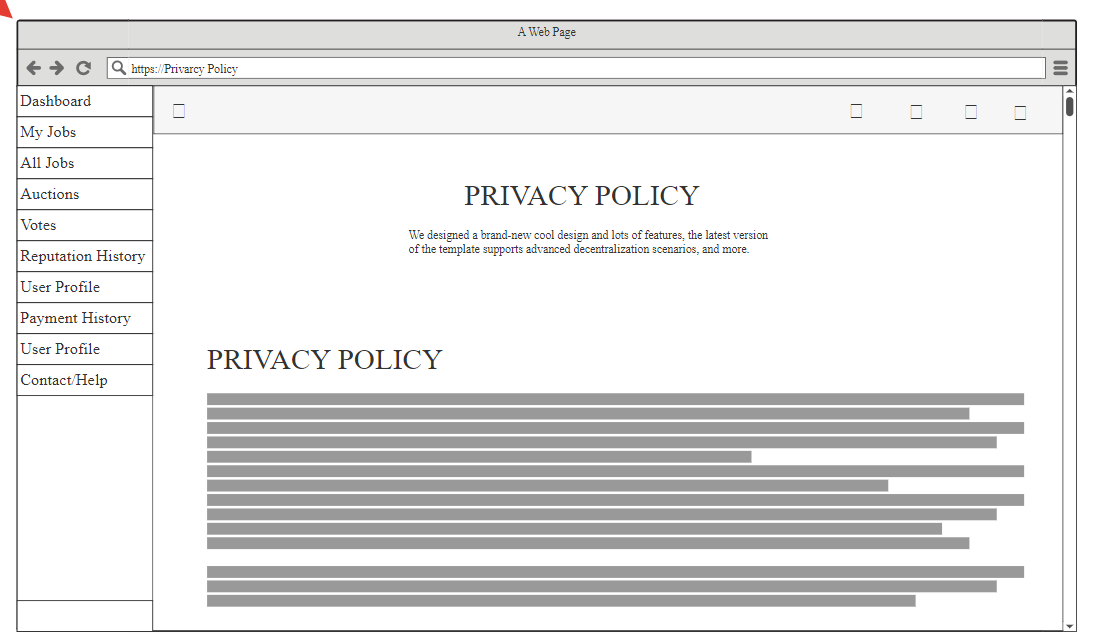 A Web Page
https://Privarcy Policy
Dashboard
My Jobs
All Jobs
Auctions
Votes
Reputation History
User Profile
Payment History
User Profile
Contact/Help
PRIVACY POLICY
We designed a brand-new cool design and lots of features, the latest version
of the template supports advanced decentralization scenarios, and more.
PRIVACY POLICY